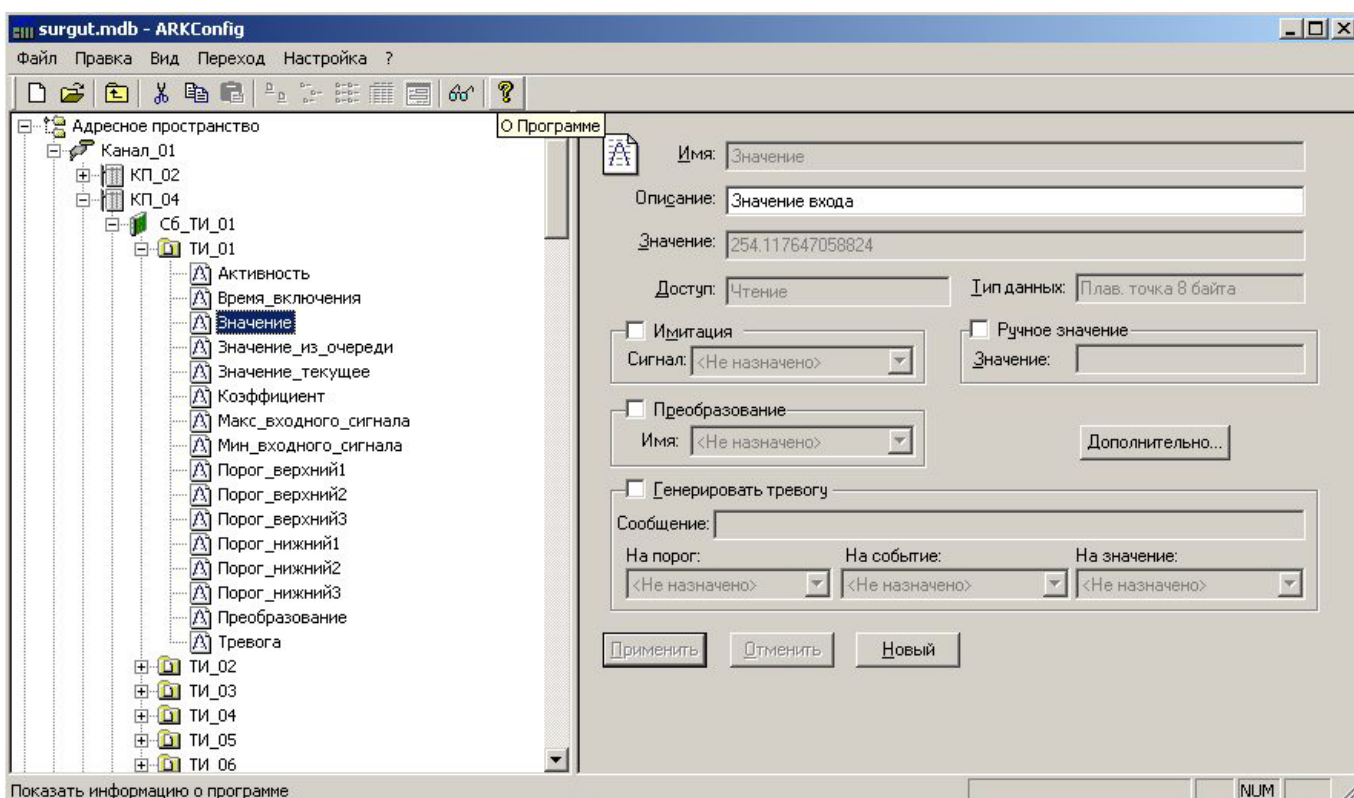 surgut.mdb - ARKConfig
Файл Правка Вид Переход Настройка ?
О Программе
Адресное пространство
Канал_01
КП_02
КП_04
Сб_ТИ_01
ТИ_01
Активность
Время_включения
Значение
Значение_из_очереди
Значение_текущее
Коэффициент
Макс_входного_сигнала
Мин_входного_сигнала
Порог_верхний1
Порог_верхний2
Порог_верхний3
Порог_нижний1
Порог_нижний2
Порог_нижний3
Преобразование
Тревога
ТИ_02
ТИ_03
ТИ_04
ТИ_05
ТИ_06
Имя: Значение
Описание: Значение входа
Значение: 254.117647058824
Доступ: Чтение Тип данных: Плав. точка 8 байта
Имитация Ручное значение
Сигнал: <Не назначено> Значение:
Преобразование
Имя: <Не назначено> Дополнительно...
Генерировать тревогу
Сообщение:
На порог: На событие: На значение:
<Не назначено> <Не назначено> <Не назначено>
Применить Отменить Новый
Показать информацию о программе NUM